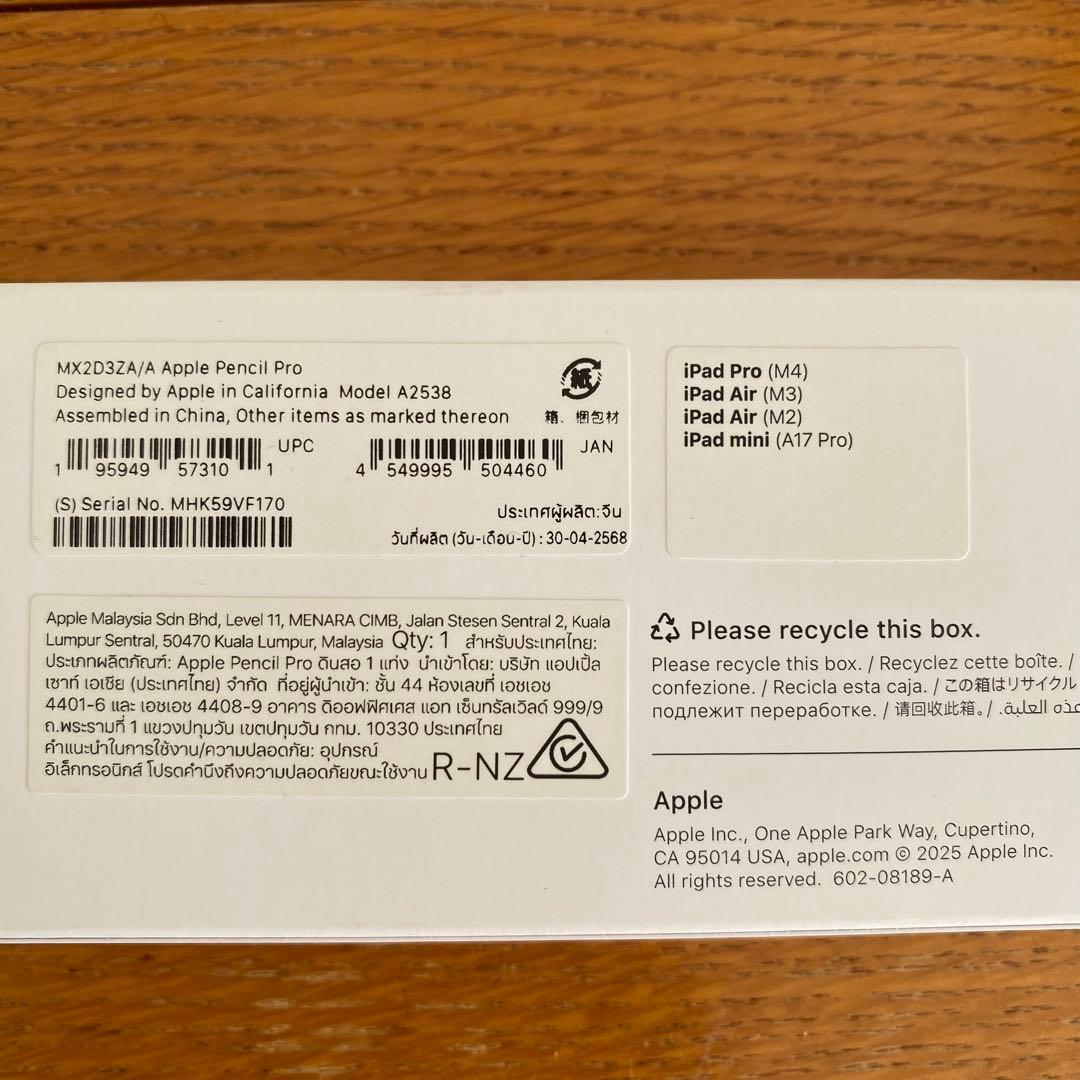 MX2D3ZA/A Apple Pencil Pro
Designed by Apple in California Model A2538
Assembled in China, Other items as marked thereon
紙
箱、梱包材
UPC
1 95949 57310 1
JAN
4 549995 504460
(S) Serial No. MHK59VF170
ประเทศผู้ผลิต:จีน
วันที่ผลิต (วัน-เดือน-ปี) : 30-04-2568
iPad Pro (M4)
iPad Air (M3)
iPad Air (M2)
iPad mini (A17 Pro)
Apple Malaysia Sdn Bhd, Level 11, MENARA CIMB, Jalan Stesen Sentral 2, Kuala
Lumpur Sentral, 50470 Kuala Lumpur, Malaysia Qty: 1 สำหรับประเทศไทย:
ประเภทผลิตภัณฑ์: Apple Pencil Pro ดินสอ 1 แท่ง นำเข้าโดย: บริษัท แอปเปิ้ล
เซาท์ เอเชีย (ประเทศไทย) จำกัด ที่อยู่ผู้นำเข้า: ชั้น 44 ห้องเลขที่ เอชเอช
4401-6 และ เอชเอช 4408-9 อาคาร ดิออฟฟิศเศส แอท เซ็นทรัลเวิลด์ 999/9
ถ.พระรามที่ 1 แขวงปทุมวัน เขตปทุมวัน กทม. 10330 ประเทศไทย
คำแนะนำในการใช้งาน/ความปลอดภัย: อุปกรณ์
อิเล็กทรอนิกส์ โปรดคำนึงถึงความปลอดภัยขณะใช้งาน R-NZ
Please recycle this box.
Please recycle this box. / Recyclez cette boîte. /
confezione. / Recicla esta caja. / この箱はリサイクル
подлежит переработке. / 请回收此箱。/ هذه العلبة.
Apple
Apple Inc., One Apple Park Way, Cupertino,
CA 95014 USA, apple.com © 2025 Apple Inc.
All rights reserved. 602-08189-A